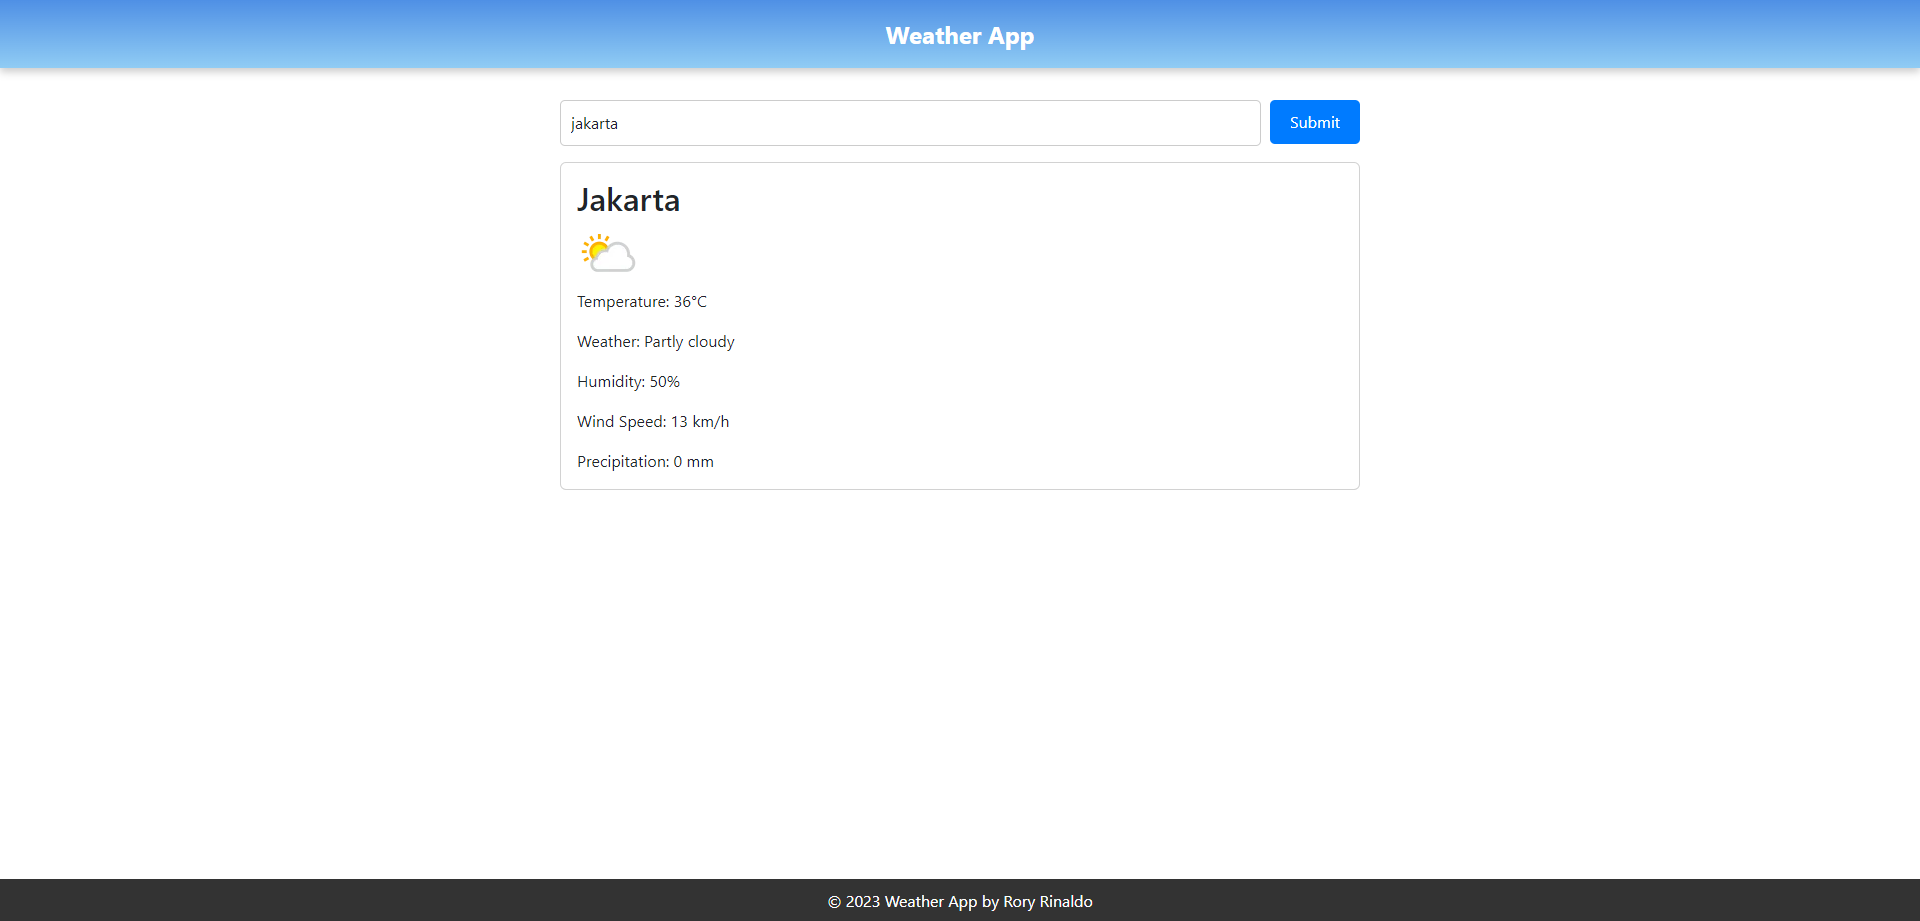 Weather App
jakarta
Submit
Jakarta
Temperature: 36°C
Weather: Partly cloudy
Humidity: 50%
Wind Speed: 13 km/h
Precipitation: 0 mm
© 2023 Weather App by Rory Rinaldo